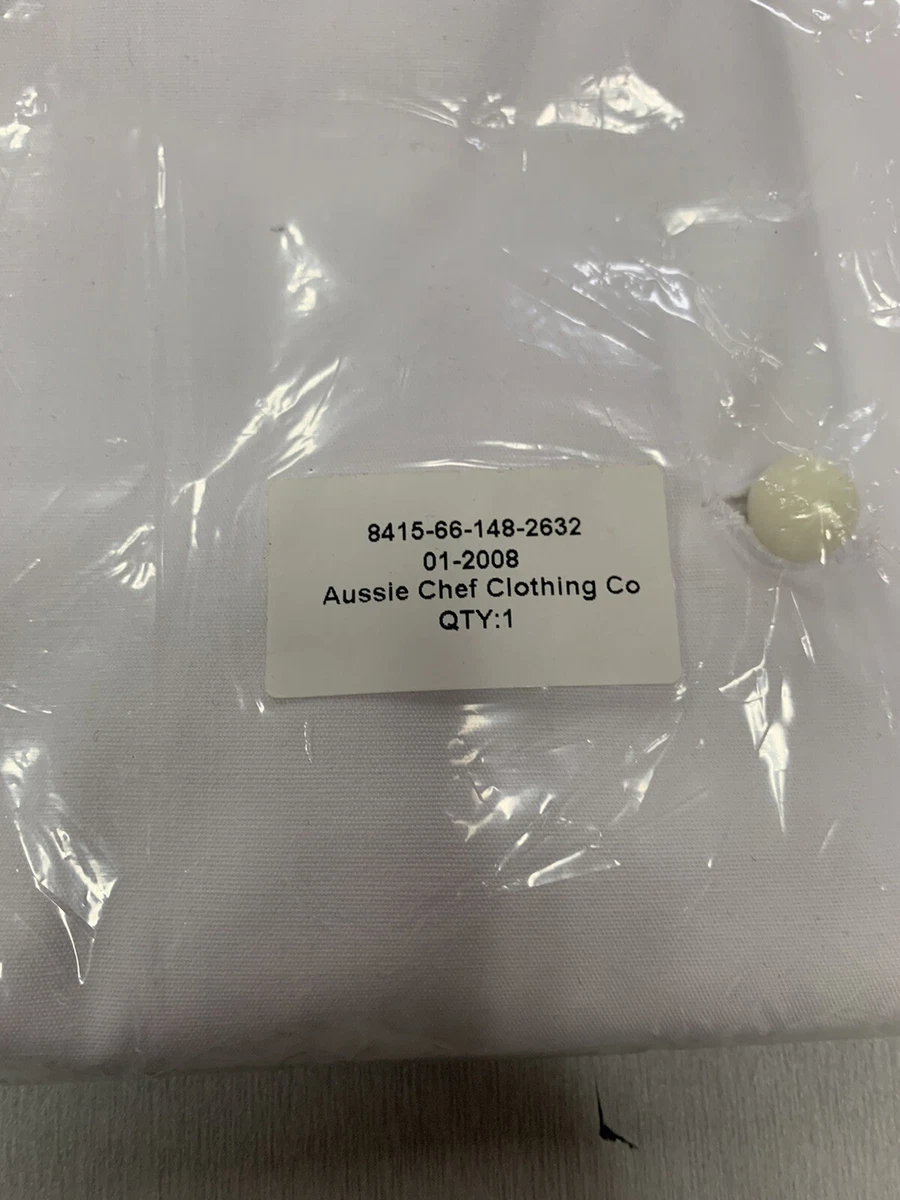 8415-66-148-2632
01-2008
Aussie Chef Clothing Co
QTY:1